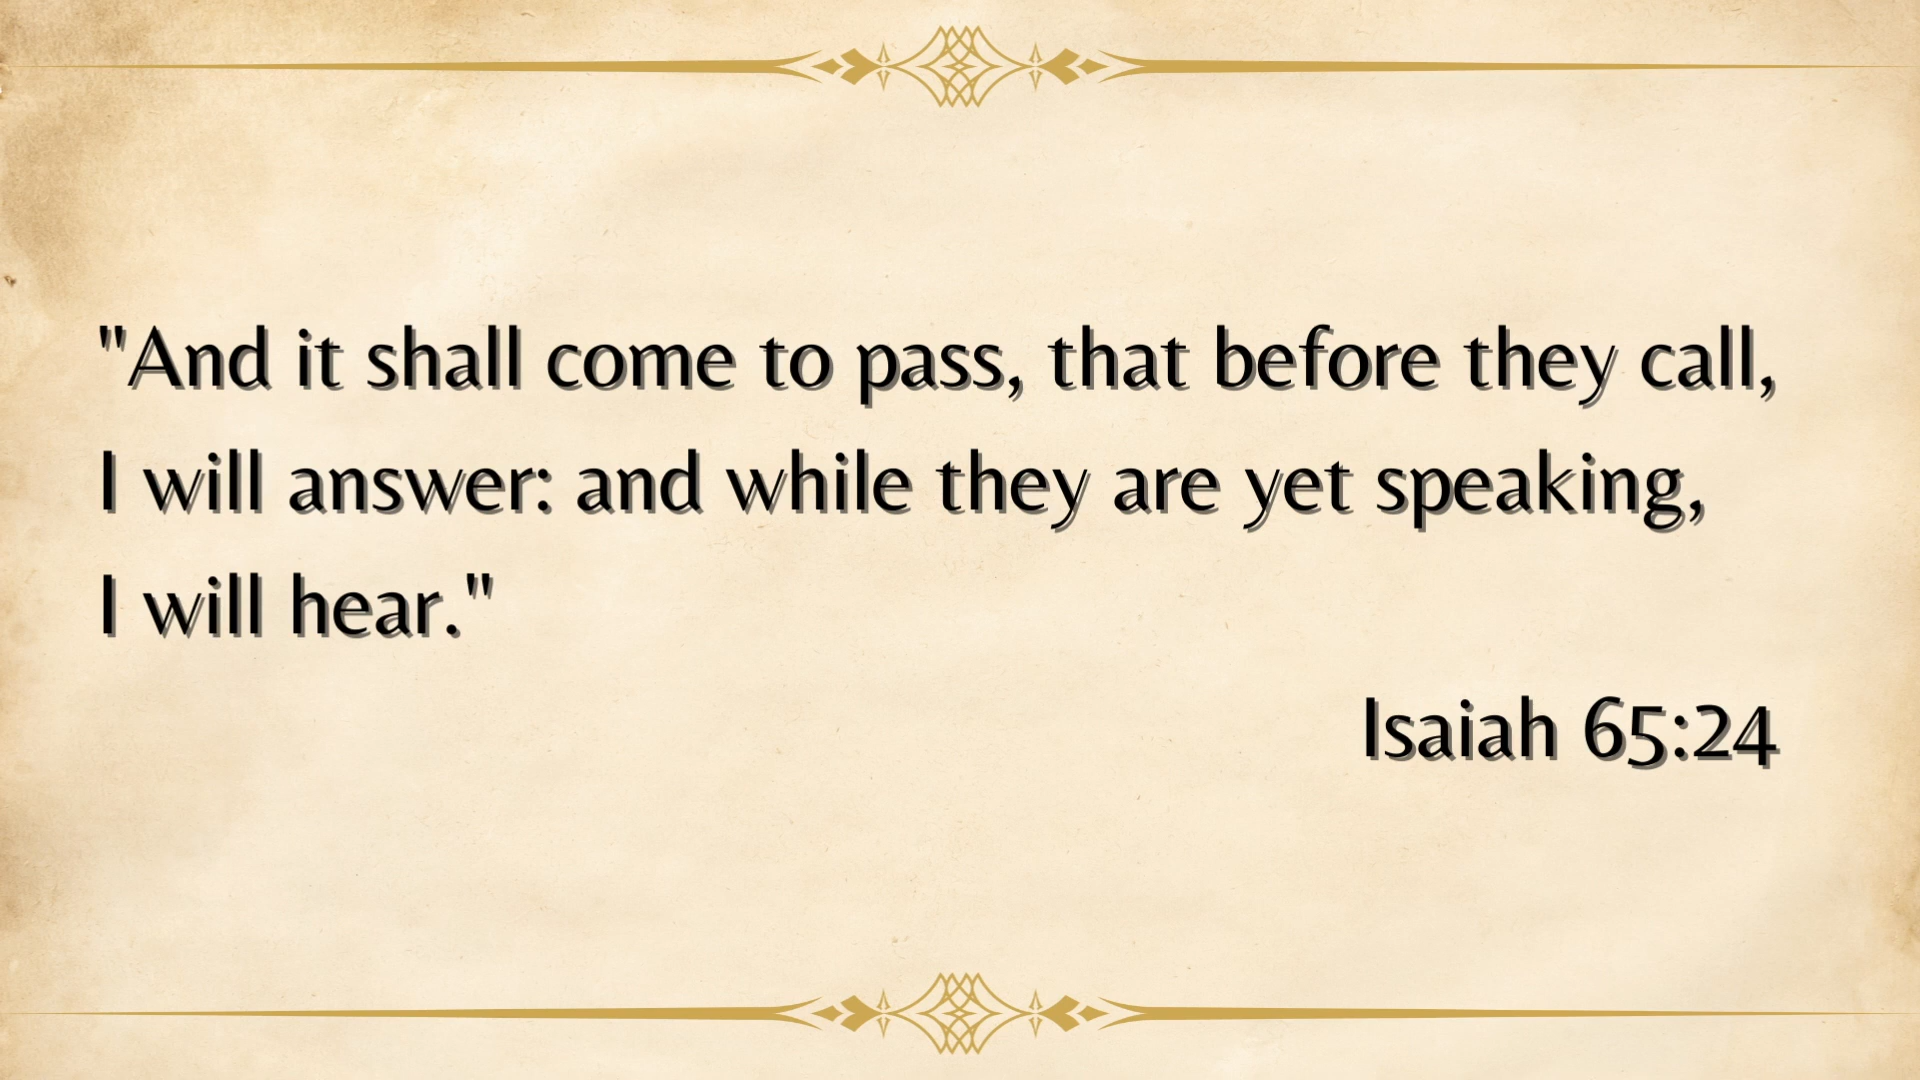 "And it shall come to pass, that before they call,
I will answer: and while they are yet speaking,
I will hear."
Isaiah 65:24